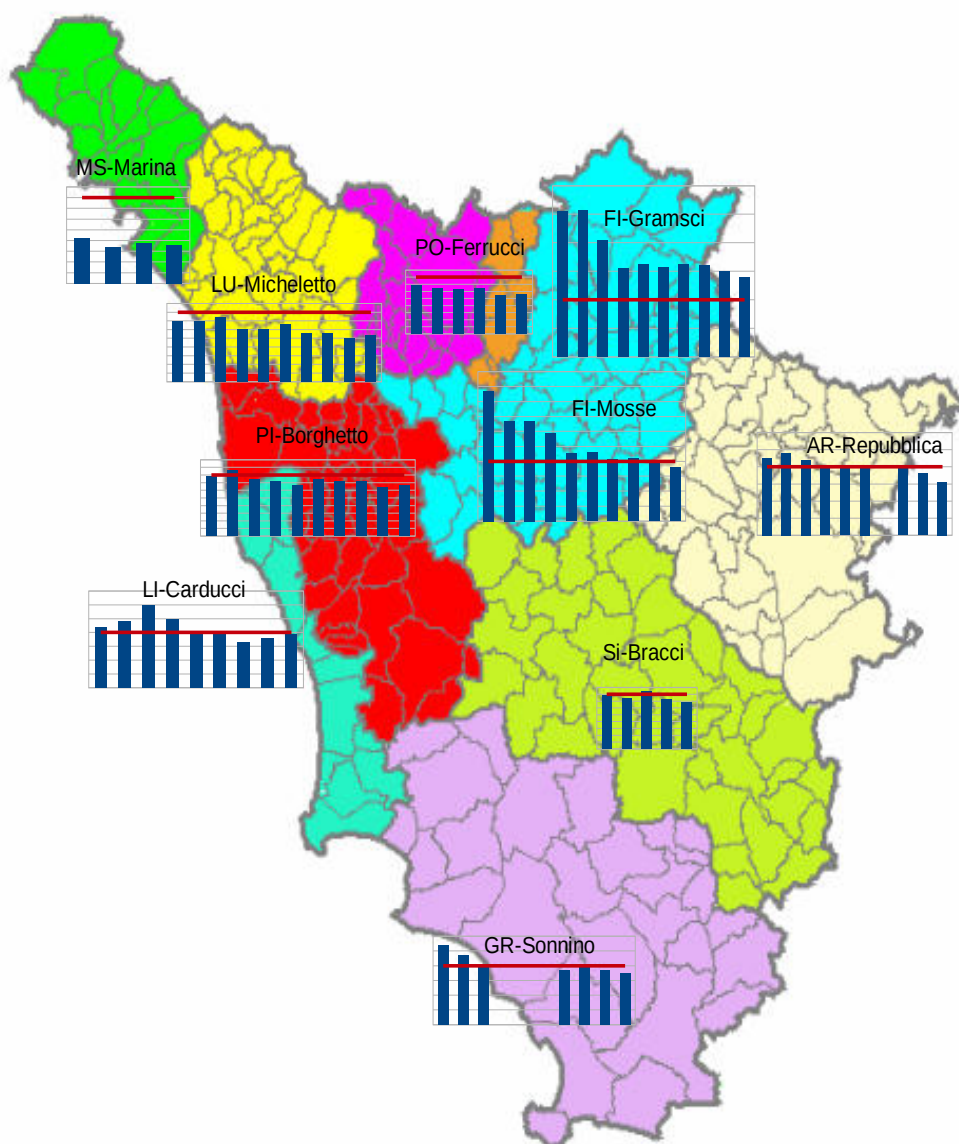 MS-Marina
FI-Gramsci
PO-Ferrucci
LU-Micheletto
FI-Mosse
PI-Borghetto
AR-Repubblica
LI-Carducci
Si-Bracci
GR-Sonnino